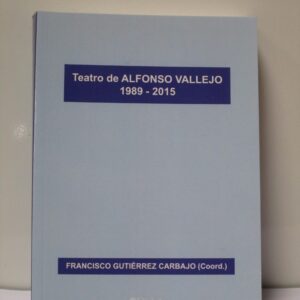 Teatro de ALFONSO VALLEJO
1989 - 2015
FRANCISCO GUTIÉRREZ CARBAJO (Coord.)